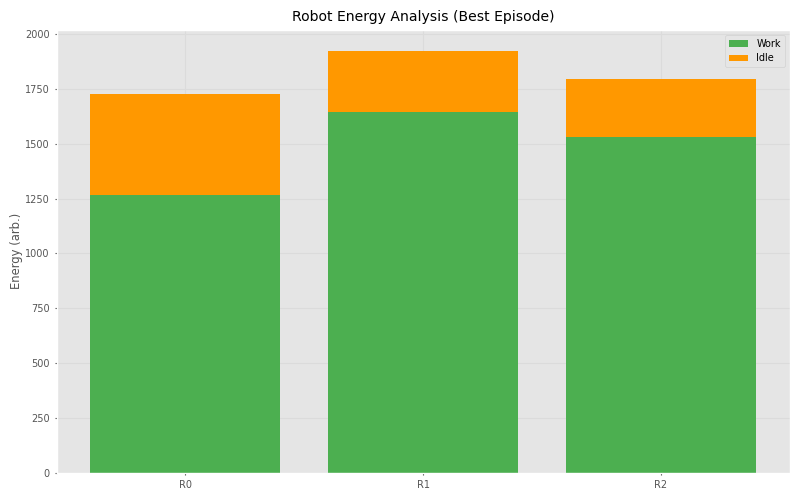 Robot Energy Analysis (Best Episode)
Work
Idle
Energy (arb.)
2000
1750
1500
1250
1000
750
500
250
0
R0
R1
R2